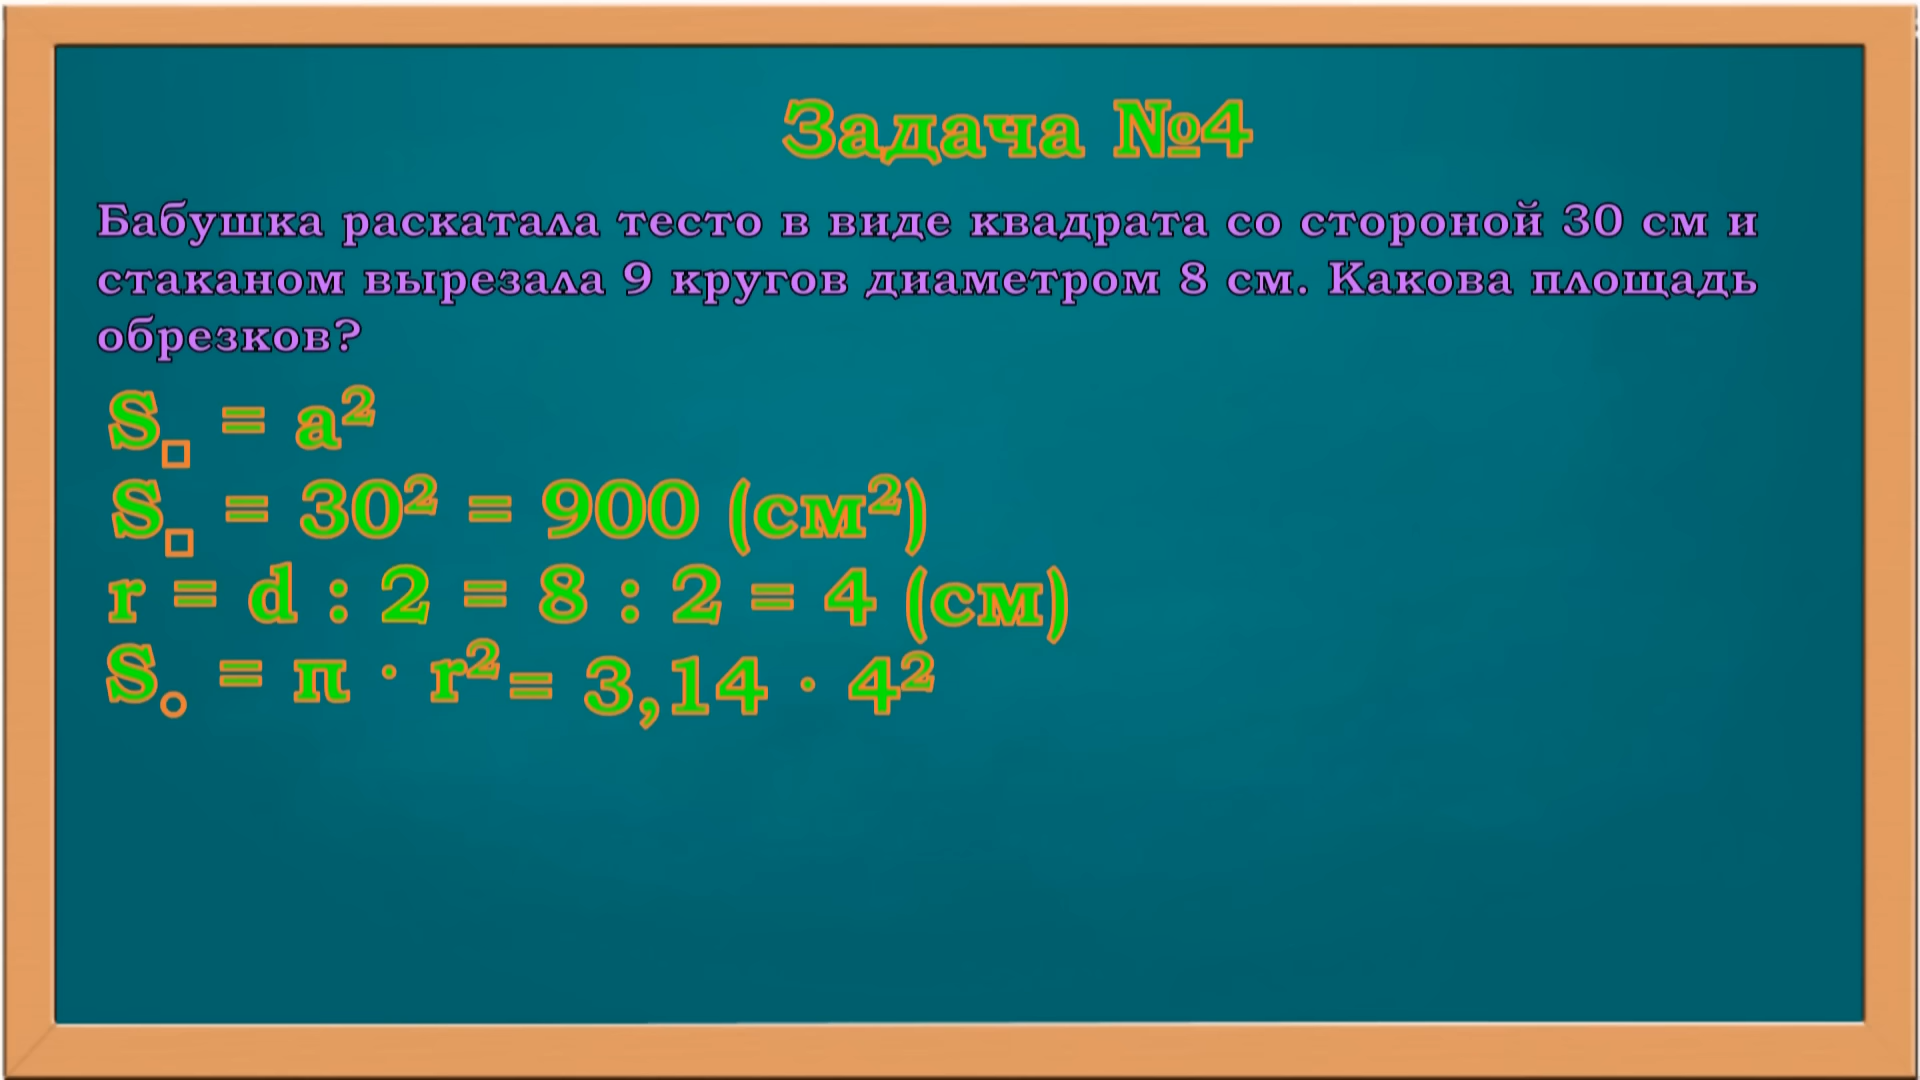 Задача №4
Бабушка раскатала тесто в виде квадрата со стороной 30 см и
стаканом вырезала 9 кругов диаметром 8 см. Какова площадь
обрезков?
S□ = a²
S□ = 30² = 900 (см²)
r = d : 2 = 8 : 2 = 4 (см)
S○ = π · r² = 3,14 · 4²